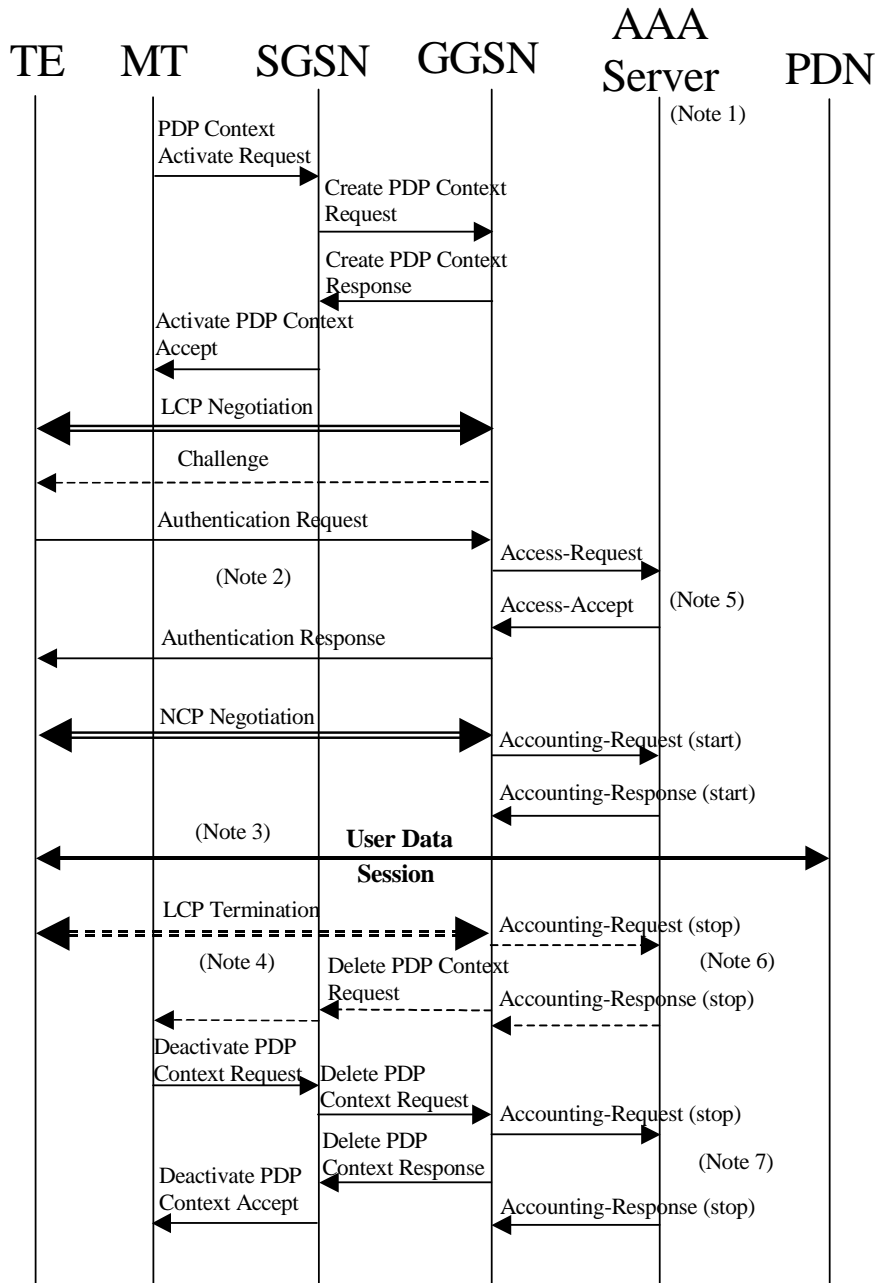 TE MT SGSN GGSN AAA Server PDN
(Note 1)
PDP Context
Activate Request
Create PDP Context
Request
Create PDP Context
Response
Activate PDP Context
Accept
LCP Negotiation
Challenge
Authentication Request
Access-Request
(Note 2)
(Note 5)
Access-Accept
Authentication Response
NCP Negotiation
Accounting-Request (start)
Accounting-Response (start)
(Note 3)
User Data
Session
LCP Termination
Accounting-Request (stop)
(Note 4)
(Note 6)
Delete PDP Context
Request
Accounting-Response (stop)
Deactivate PDP
Context Request
Delete PDP
Context Request
Accounting-Request (stop)
Delete PDP
Context Response
(Note 7)
Deactivate PDP
Context Accept
Accounting-Response (stop)